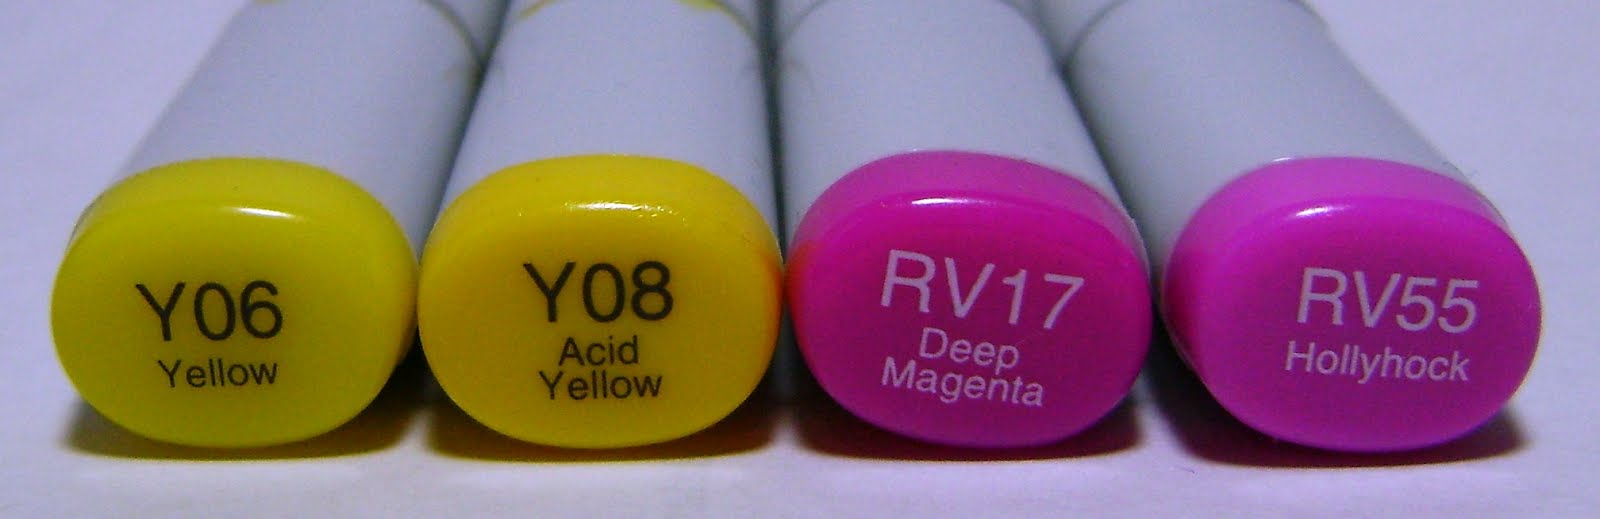 Y06
Yellow
Y08
Acid
Yellow
RV17
Deep
Magenta
RV55
Hollyhock